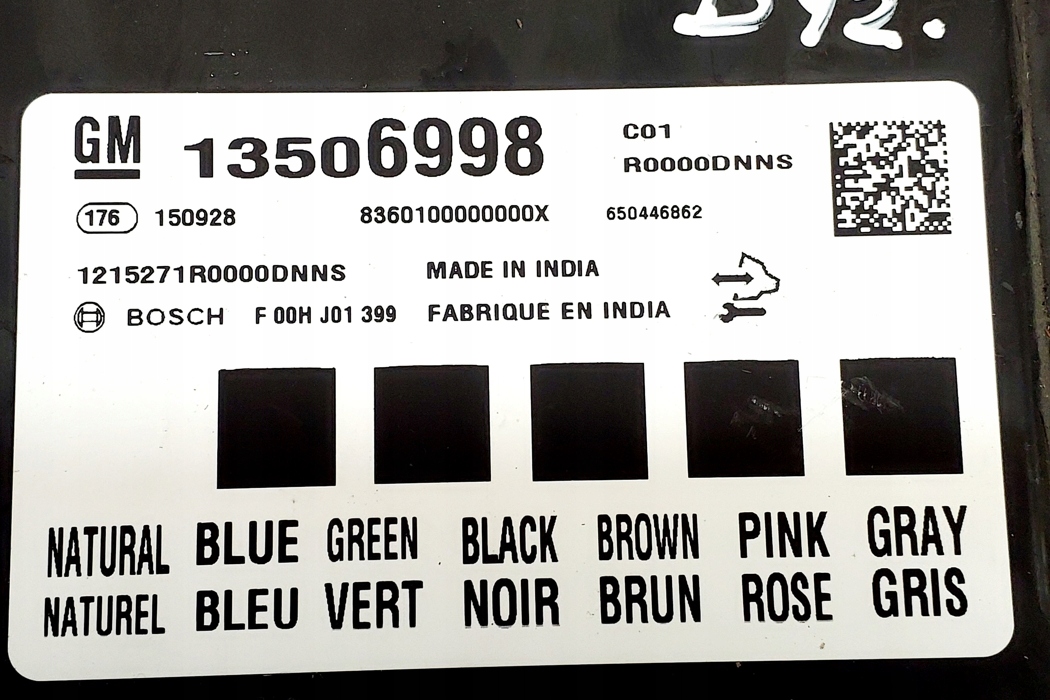 D42.
GM 13506998 C01
R0000DNNS
176 150928 8360100000000X 650446862
1215271R0000DNNS MADE IN INDIA
BOSCH F 00H J01 399 FABRIQUE EN INDIA
NATURAL BLUE GREEN BLACK BROWN PINK GRAY
NATUREL BLEU VERT NOIR BRUN ROSE GRIS